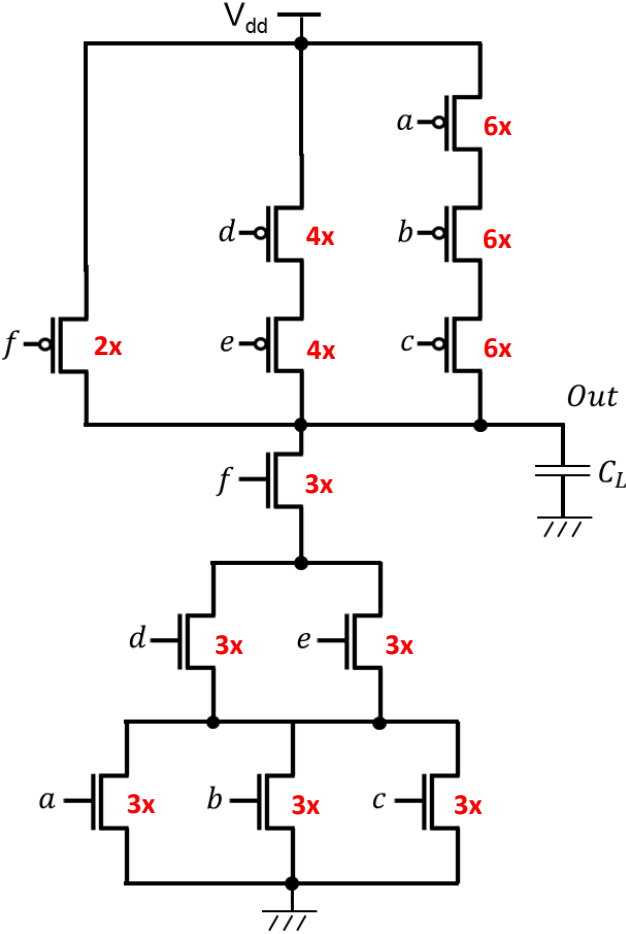 Vdd
a 6x
d 4x b 6x
f 2x e 4x c 6x
Out
f 3x CL
d 3x e 3x
a 3x b 3x c 3x